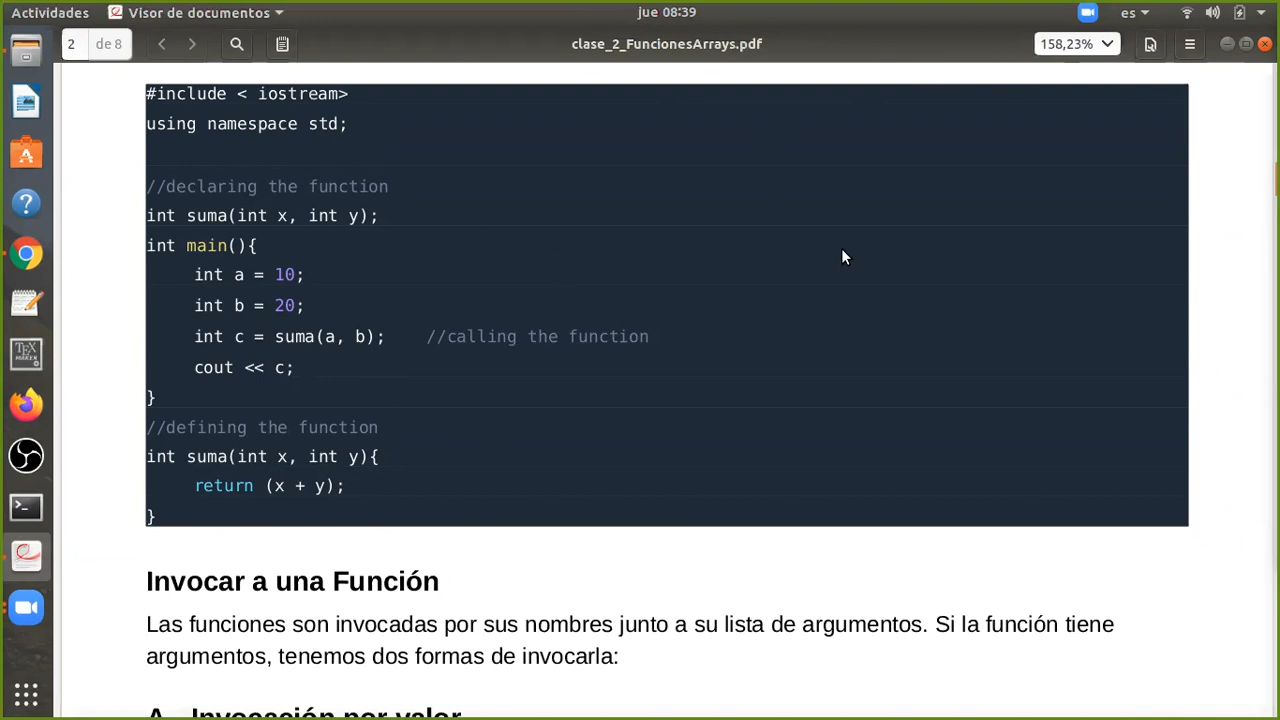 Actividades Visor de documentos jue 08:39 es
2 de 8 clase_2_FuncionesArrays.pdf 158,23%
#include < iostream>
using namespace std;
//declaring the function
int suma(int x, int y);
int main(){
int a = 10;
int b = 20;
int c = suma(a, b); //calling the function
cout << c;
}
//defining the function
int suma(int x, int y){
return (x + y);
}
Invocar a una Función
Las funciones son invocadas por sus nombres junto a su lista de argumentos. Si la función tiene
argumentos, tenemos dos formas de invocarla:
A. Invocacción por valor